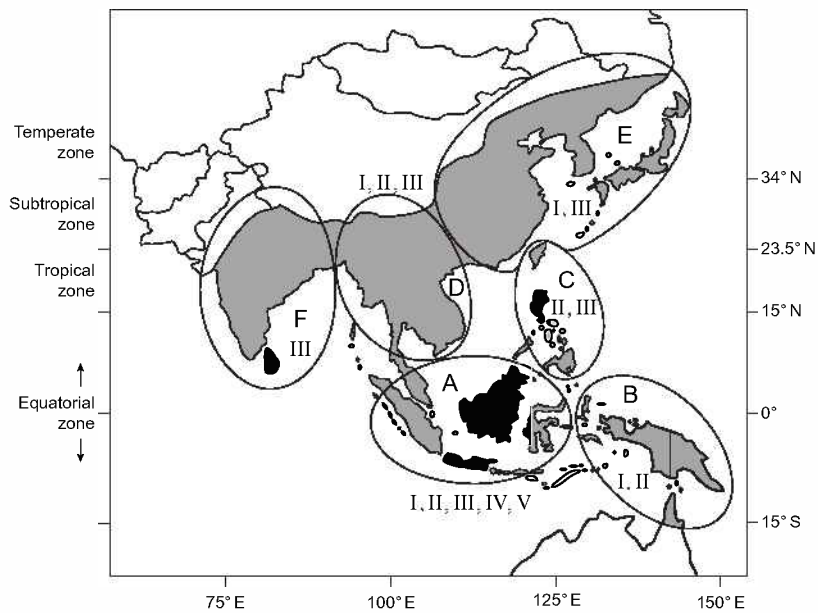 Temperate
zone
E
34° N
I, II, III
Subtropical
zone
I, III
23.5° N
Tropical
zone
C
D
II, III
15° N
F
III
A
B
Equatorial
zone
0°
I, II
I, II, III, IV, V
15° S
75° E
100° E
125° E
150° E